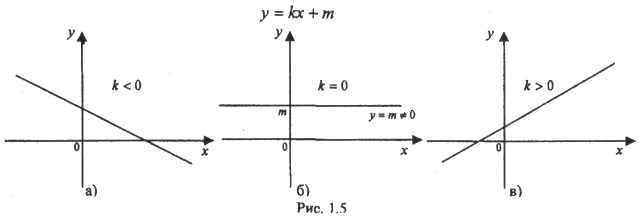 y = kx + m
y
k < 0
0
x
а)
y
k = 0
m
y = m ≠ 0
0
x
б)
y
k > 0
0
x
в)
Рис. 1.5